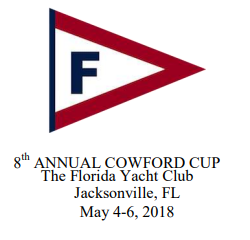 F
8th ANNUAL COWFORD CUP
The Florida Yacht Club
Jacksonville, FL
May 4-6, 2018